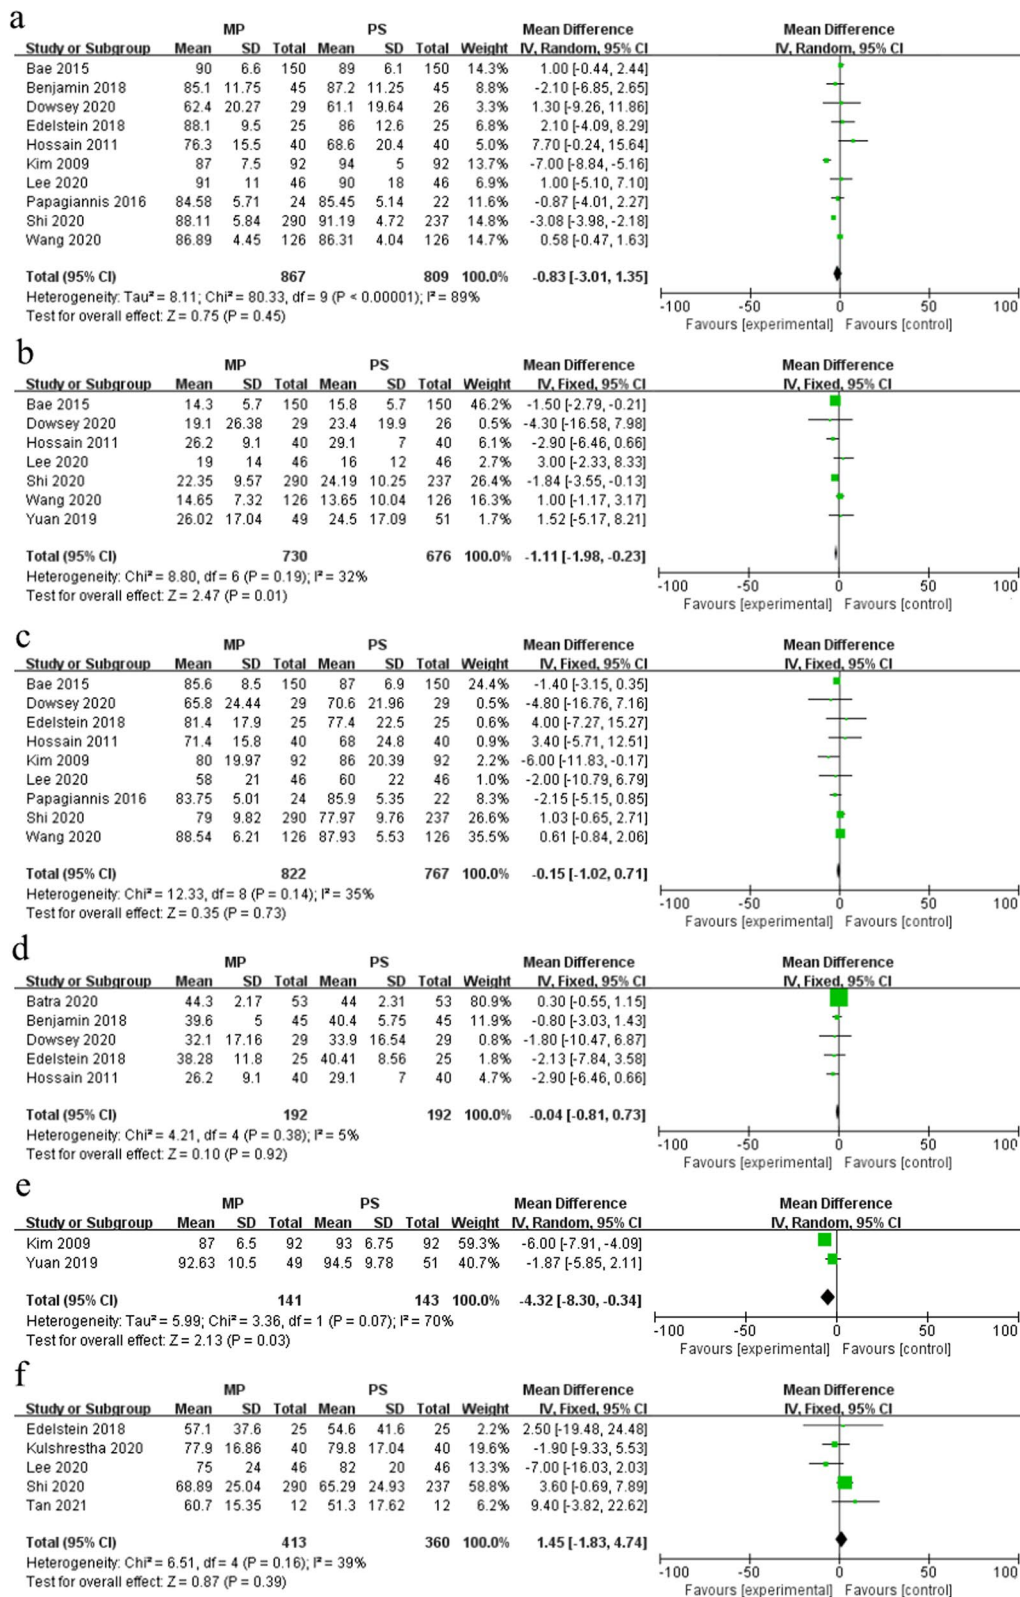 a
MP PS Mean Difference Mean Difference
Study or Subgroup Mean SD Total Mean SD Total Weight IV, Random, 95% CI IV, Random, 95% CI
Bae 2015 90 6.6 150 89 6.1 150 14.3% 1.00 [-0.44, 2.44]
Benjamin 2018 85.1 11.75 45 87.2 11.25 45 8.8% -2.10 [-6.85, 2.65]
Dowsey 2020 62.4 20.27 29 61.1 19.64 26 3.3% 1.30 [-9.26, 11.86]
Edelstein 2018 88.1 9.5 25 86 12.6 25 6.8% 2.10 [-4.09, 8.29]
Hossain 2011 76.3 15.5 40 68.6 20.4 40 5.0% 7.70 [-0.24, 15.64]
Kim 2009 87 7.5 92 94 5 92 13.7% -7.00 [-8.84, -5.16]
Lee 2020 91 11 46 90 18 46 6.9% 1.00 [-5.10, 7.10]
Papagiannis 2016 84.58 5.71 24 85.45 5.14 22 11.6% -0.87 [-4.01, 2.27]
Shi 2020 88.11 5.84 290 91.19 4.72 237 14.8% -3.08 [-3.98, -2.18]
Wang 2020 86.89 4.45 126 86.31 4.04 126 14.7% 0.58 [-0.47, 1.63]
Total (95% CI) 867 809 100.0% -0.83 [-3.01, 1.35]
Heterogeneity: Tau² = 8.11; Chi² = 80.33, df = 9 (P < 0.00001); I² = 89%
Test for overall effect: Z = 0.75 (P = 0.45)
-100 -50 0 50 100
Favours [experimental] Favours [control]
b
MP PS Mean Difference Mean Difference
Study or Subgroup Mean SD Total Mean SD Total Weight IV, Fixed, 95% CI IV, Fixed, 95% CI
Bae 2015 14.3 5.7 150 15.8 5.7 150 46.2% -1.50 [-2.79, -0.21]
Dowsey 2020 19.1 26.38 29 23.4 19.9 26 0.5% -4.30 [-16.58, 7.98]
Hossain 2011 26.2 9.1 40 29.1 7 40 6.1% -2.90 [-6.46, 0.66]
Lee 2020 19 14 46 16 12 46 2.7% 3.00 [-2.33, 8.33]
Shi 2020 22.35 9.57 290 24.19 10.25 237 26.4% -1.84 [-3.55, -0.13]
Wang 2020 14.65 7.32 126 13.65 10.04 126 16.3% 1.00 [-1.17, 3.17]
Yuan 2019 26.02 17.04 49 24.5 17.09 51 1.7% 1.52 [-5.17, 8.21]
Total (95% CI) 730 676 100.0% -1.11 [-1.98, -0.23]
Heterogeneity: Chi² = 8.80, df = 6 (P = 0.19); I² = 32%
Test for overall effect: Z = 2.47 (P = 0.01)
-100 -50 0 50 100
Favours [experimental] Favours [control]
c
MP PS Mean Difference Mean Difference
Study or Subgroup Mean SD Total Mean SD Total Weight IV, Fixed, 95% CI IV, Fixed, 95% CI
Bae 2015 85.6 8.5 150 87 6.9 150 24.4% -1.40 [-3.15, 0.35]
Dowsey 2020 65.8 24.44 29 70.6 21.96 29 0.5% -4.80 [-16.76, 7.16]
Edelstein 2018 81.4 17.9 25 77.4 22.5 25 0.6% 4.00 [-7.27, 15.27]
Hossain 2011 71.4 15.8 40 68 24.8 40 0.9% 3.40 [-5.71, 12.51]
Kim 2009 80 19.97 92 86 20.39 92 2.2% -6.00 [-11.83, -0.17]
Lee 2020 58 21 46 60 22 46 1.0% -2.00 [-10.79, 6.79]
Papagiannis 2016 83.75 5.01 24 85.9 5.35 22 8.3% -2.15 [-5.15, 0.85]
Shi 2020 79 9.82 290 77.97 9.76 237 26.6% 1.03 [-0.65, 2.71]
Wang 2020 88.54 6.21 126 87.93 5.53 126 35.5% 0.61 [-0.84, 2.06]
Total (95% CI) 822 767 100.0% -0.15 [-1.02, 0.71]
Heterogeneity: Chi² = 12.33, df = 8 (P = 0.14); I² = 35%
Test for overall effect: Z = 0.35 (P = 0.73)
-100 -50 0 50 100
Favours [experimental] Favours [control]
d
MP PS Mean Difference Mean Difference
Study or Subgroup Mean SD Total Mean SD Total Weight IV, Fixed, 95% CI IV, Fixed, 95% CI
Batra 2020 44.3 2.17 53 44 2.31 53 80.9% 0.30 [-0.55, 1.15]
Benjamin 2018 39.6 5 45 40.4 5.75 45 11.9% -0.80 [-3.03, 1.43]
Dowsey 2020 32.1 17.16 29 33.9 16.54 29 0.8% -1.80 [-10.47, 6.87]
Edelstein 2018 38.28 11.8 25 40.41 8.56 25 1.8% -2.13 [-7.84, 3.58]
Hossain 2011 26.2 9.1 40 29.1 7 40 4.7% -2.90 [-6.46, 0.66]
Total (95% CI) 192 192 100.0% -0.04 [-0.81, 0.73]
Heterogeneity: Chi² = 4.21, df = 4 (P = 0.38); I² = 5%
Test for overall effect: Z = 0.10 (P = 0.92)
-100 -50 0 50 100
Favours [experimental] Favours [control]
e
MP PS Mean Difference Mean Difference
Study or Subgroup Mean SD Total Mean SD Total Weight IV, Random, 95% CI IV, Random, 95% CI
Kim 2009 87 6.5 92 93 6.75 92 59.3% -6.00 [-7.91, -4.09]
Yuan 2019 92.63 10.5 49 94.5 9.78 51 40.7% -1.87 [-5.85, 2.11]
Total (95% CI) 141 143 100.0% -4.32 [-8.30, -0.34]
Heterogeneity: Tau² = 5.99; Chi² = 3.36, df = 1 (P = 0.07); I² = 70%
Test for overall effect: Z = 2.13 (P = 0.03)
-100 -50 0 50 100
Favours [experimental] Favours [control]
f
MP PS Mean Difference Mean Difference
Study or Subgroup Mean SD Total Mean SD Total Weight IV, Fixed, 95% CI IV, Fixed, 95% CI
Edelstein 2018 57.1 37.6 25 54.6 41.6 25 2.2% 2.50 [-19.48, 24.48]
Kulshrestha 2020 77.9 16.86 40 79.8 17.04 40 19.6% -1.90 [-9.33, 5.53]
Lee 2020 75 24 46 82 20 46 13.3% -7.00 [-16.03, 2.03]
Shi 2020 68.89 25.04 290 65.29 24.93 237 58.8% 3.60 [-0.69, 7.89]
Tan 2021 60.7 15.35 12 51.3 17.62 12 6.2% 9.40 [-3.82, 22.62]
Total (95% CI) 413 360 100.0% 1.45 [-1.83, 4.74]
Heterogeneity: Chi² = 6.51, df = 4 (P = 0.16); I² = 39%
Test for overall effect: Z = 0.87 (P = 0.39)
-100 -50 0 50 100
Favours [experimental] Favours [control]